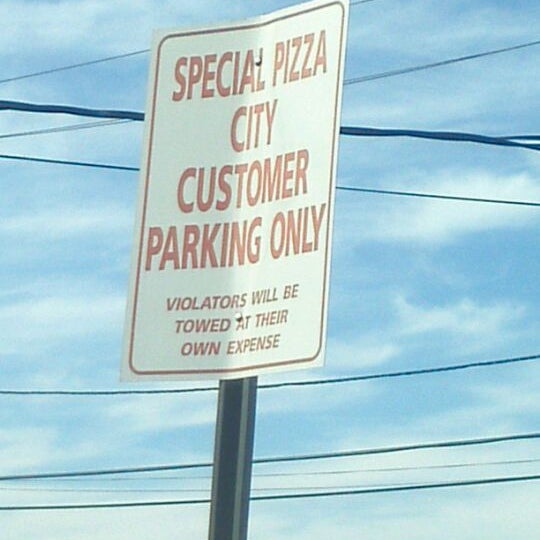 SPECIAL PIZZA
CITY
CUSTOMER
PARKING ONLY
VIOLATORS WILL BE
TOWED AT THEIR
OWN EXPENSE